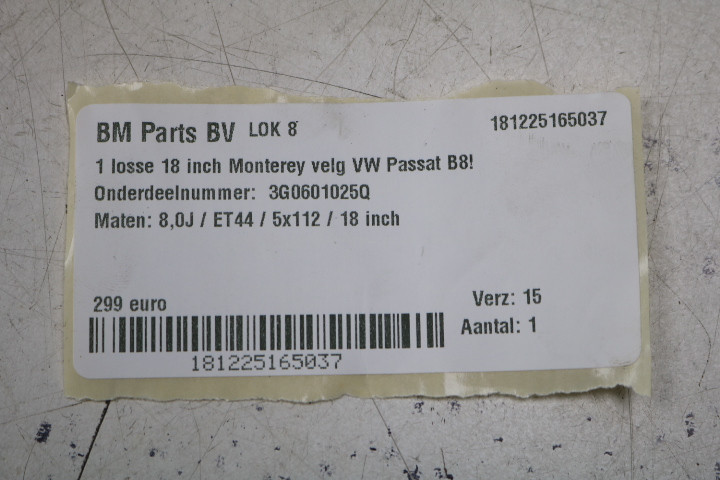 BM Parts BV LOK 8 181225165037
1 losse 18 inch Monterey velg VW Passat B8!
Onderdeelnummer: 3G0601025Q
Maten: 8,0J / ET44 / 5x112 / 18 inch
299 euro Verz: 15
Aantal: 1
181225165037